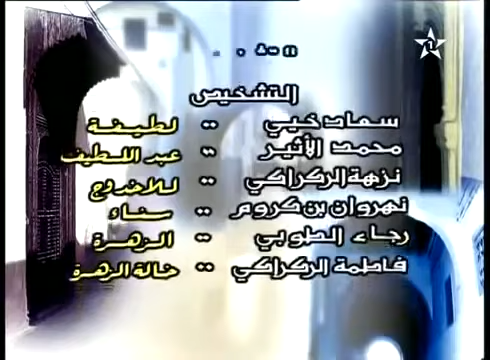 التشخيص
سعاد خيي .. لطيفة
محمد الأثير .. عبد اللطيف
نزهة الركراكي .. للاخدوج
نهروان بن كروم .. سناء
رجاء الطوبي .. الزهرة
فاطمة الركراكي .. خالة الزهرة